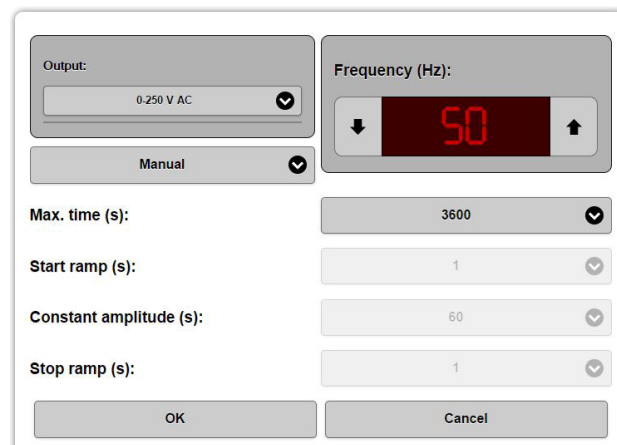 Output:
0-250 V AC
Manual
Frequency (Hz):
50
Max. time (s):
3600
Start ramp (s):
1
Constant amplitude (s):
60
Stop ramp (s):
1
OK
Cancel